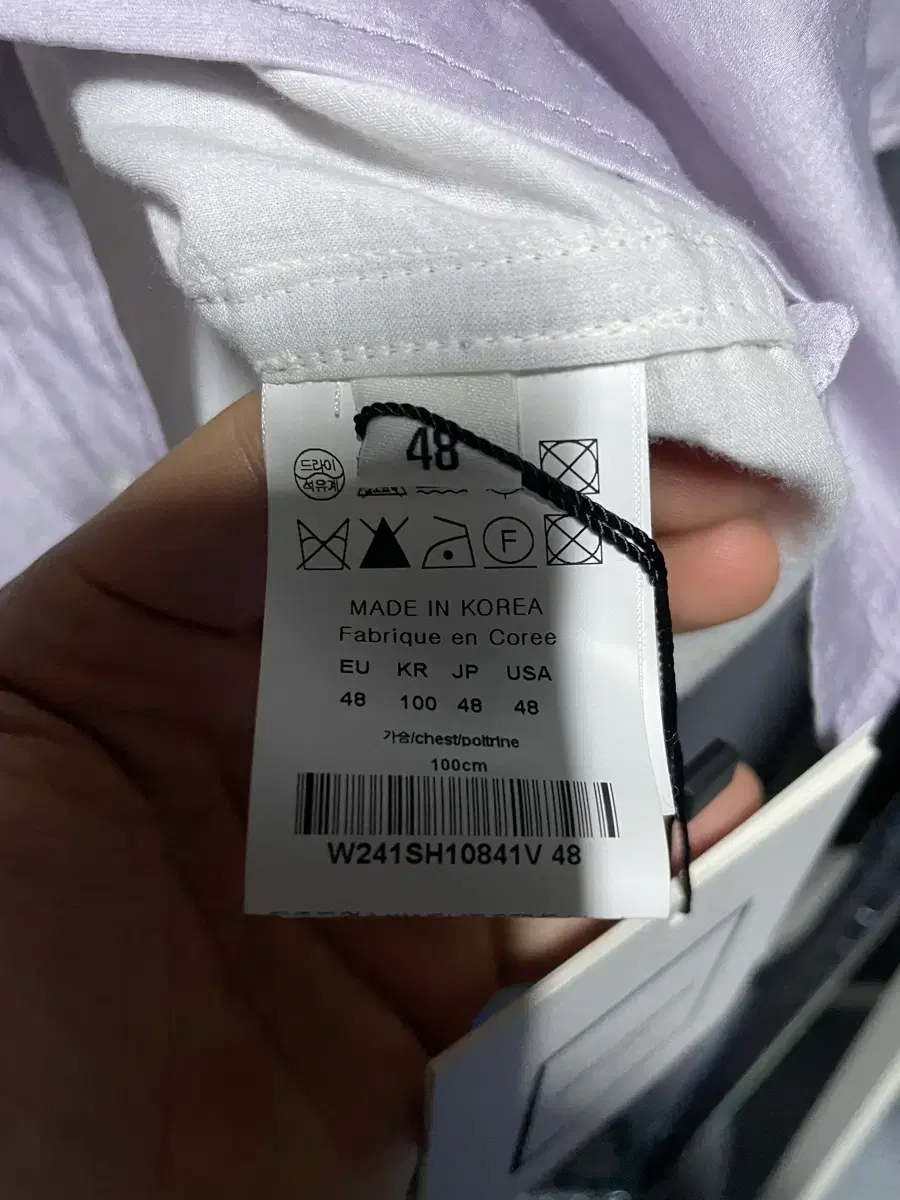 48
드라이
석유계
F
MADE IN KOREA
Fabrique en Coree
EU KR JP USA
48 100 48 48
가슴/chest/poitrine
100cm
W241SH10841V 48